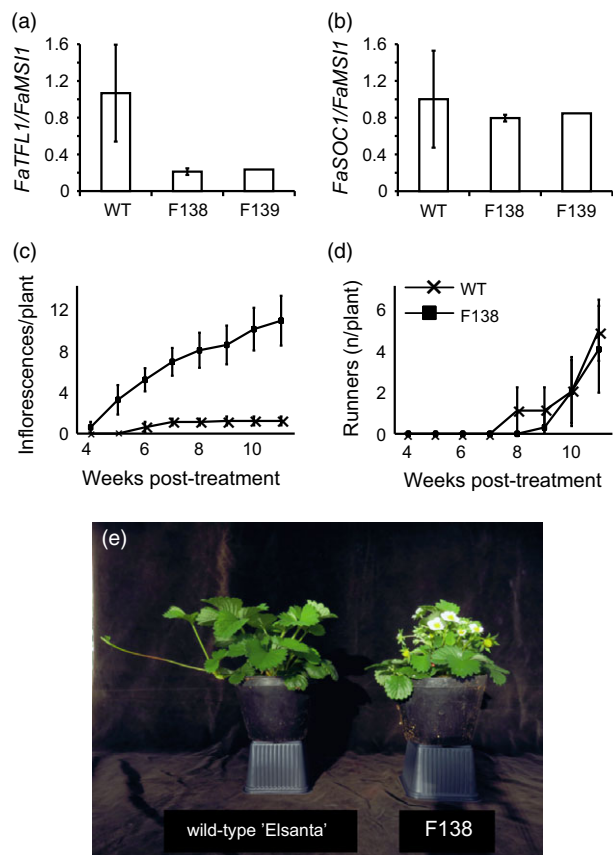 (a)
FaTFL1/FaMSI1
1.6
1.2
0.8
0.4
0
WT F138 F139
(b)
FaSOC1/FaMSI1
1.6
1.2
0.8
0.4
0
WT F138 F139
(c)
Inflorescences/plant
12
8
4
0
4 6 8 10
Weeks post-treatment
(d)
Runners (n/plant)
6
4
2
0
WT
F138
4 6 8 10
Weeks post-treatment
(e)
wild-type 'Elsanta'
F138